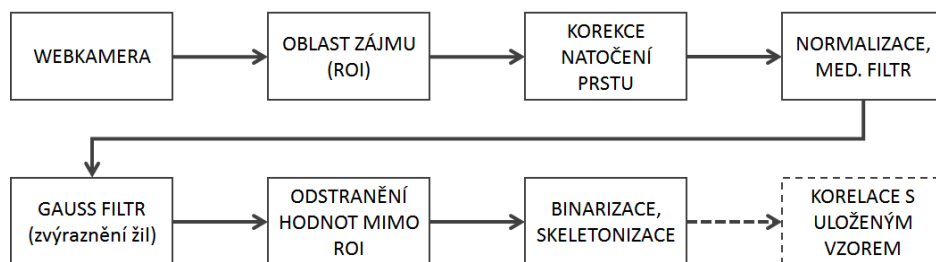 WEBKAMERA
OBLAST ZÁJMU
(ROI)
KOREKCE
NATOČENÍ
PRSTU
NORMALIZACE,
MED. FILTR
GAUSS FILTR
(zvýraznění žil)
ODSTRANĚNÍ
HODNOT MIMO
ROI
BINARIZACE,
SKELETONIZACE
KORELACE S
ULOŽENÝM
VZOREM